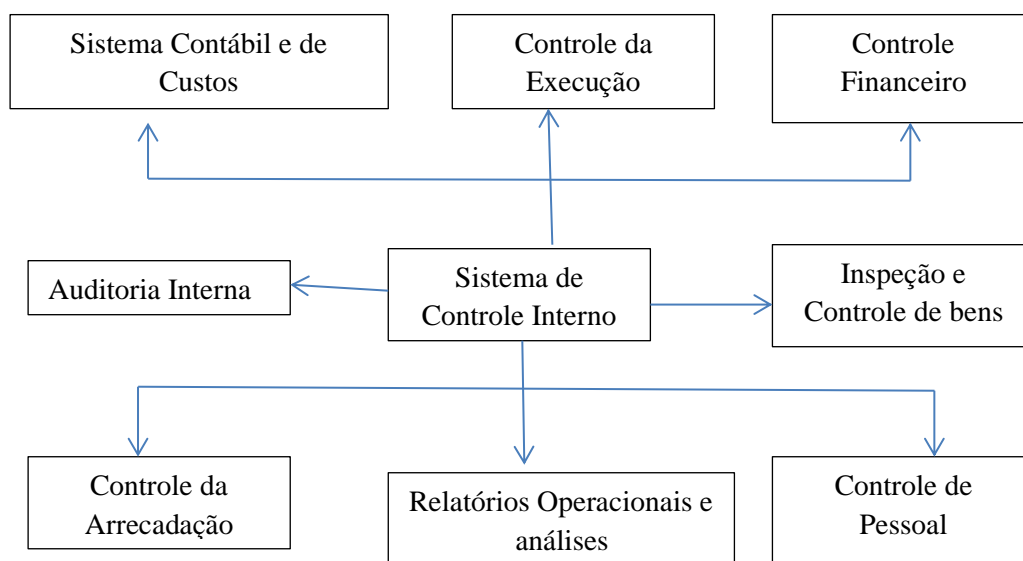 Sistema Contábil e de
Custos
Controle da
Execução
Controle
Financeiro
Auditoria Interna
Sistema de
Controle Interno
Inspeção e
Controle de bens
Controle da
Arrecadação
Relatórios Operacionais e
análises
Controle de
Pessoal